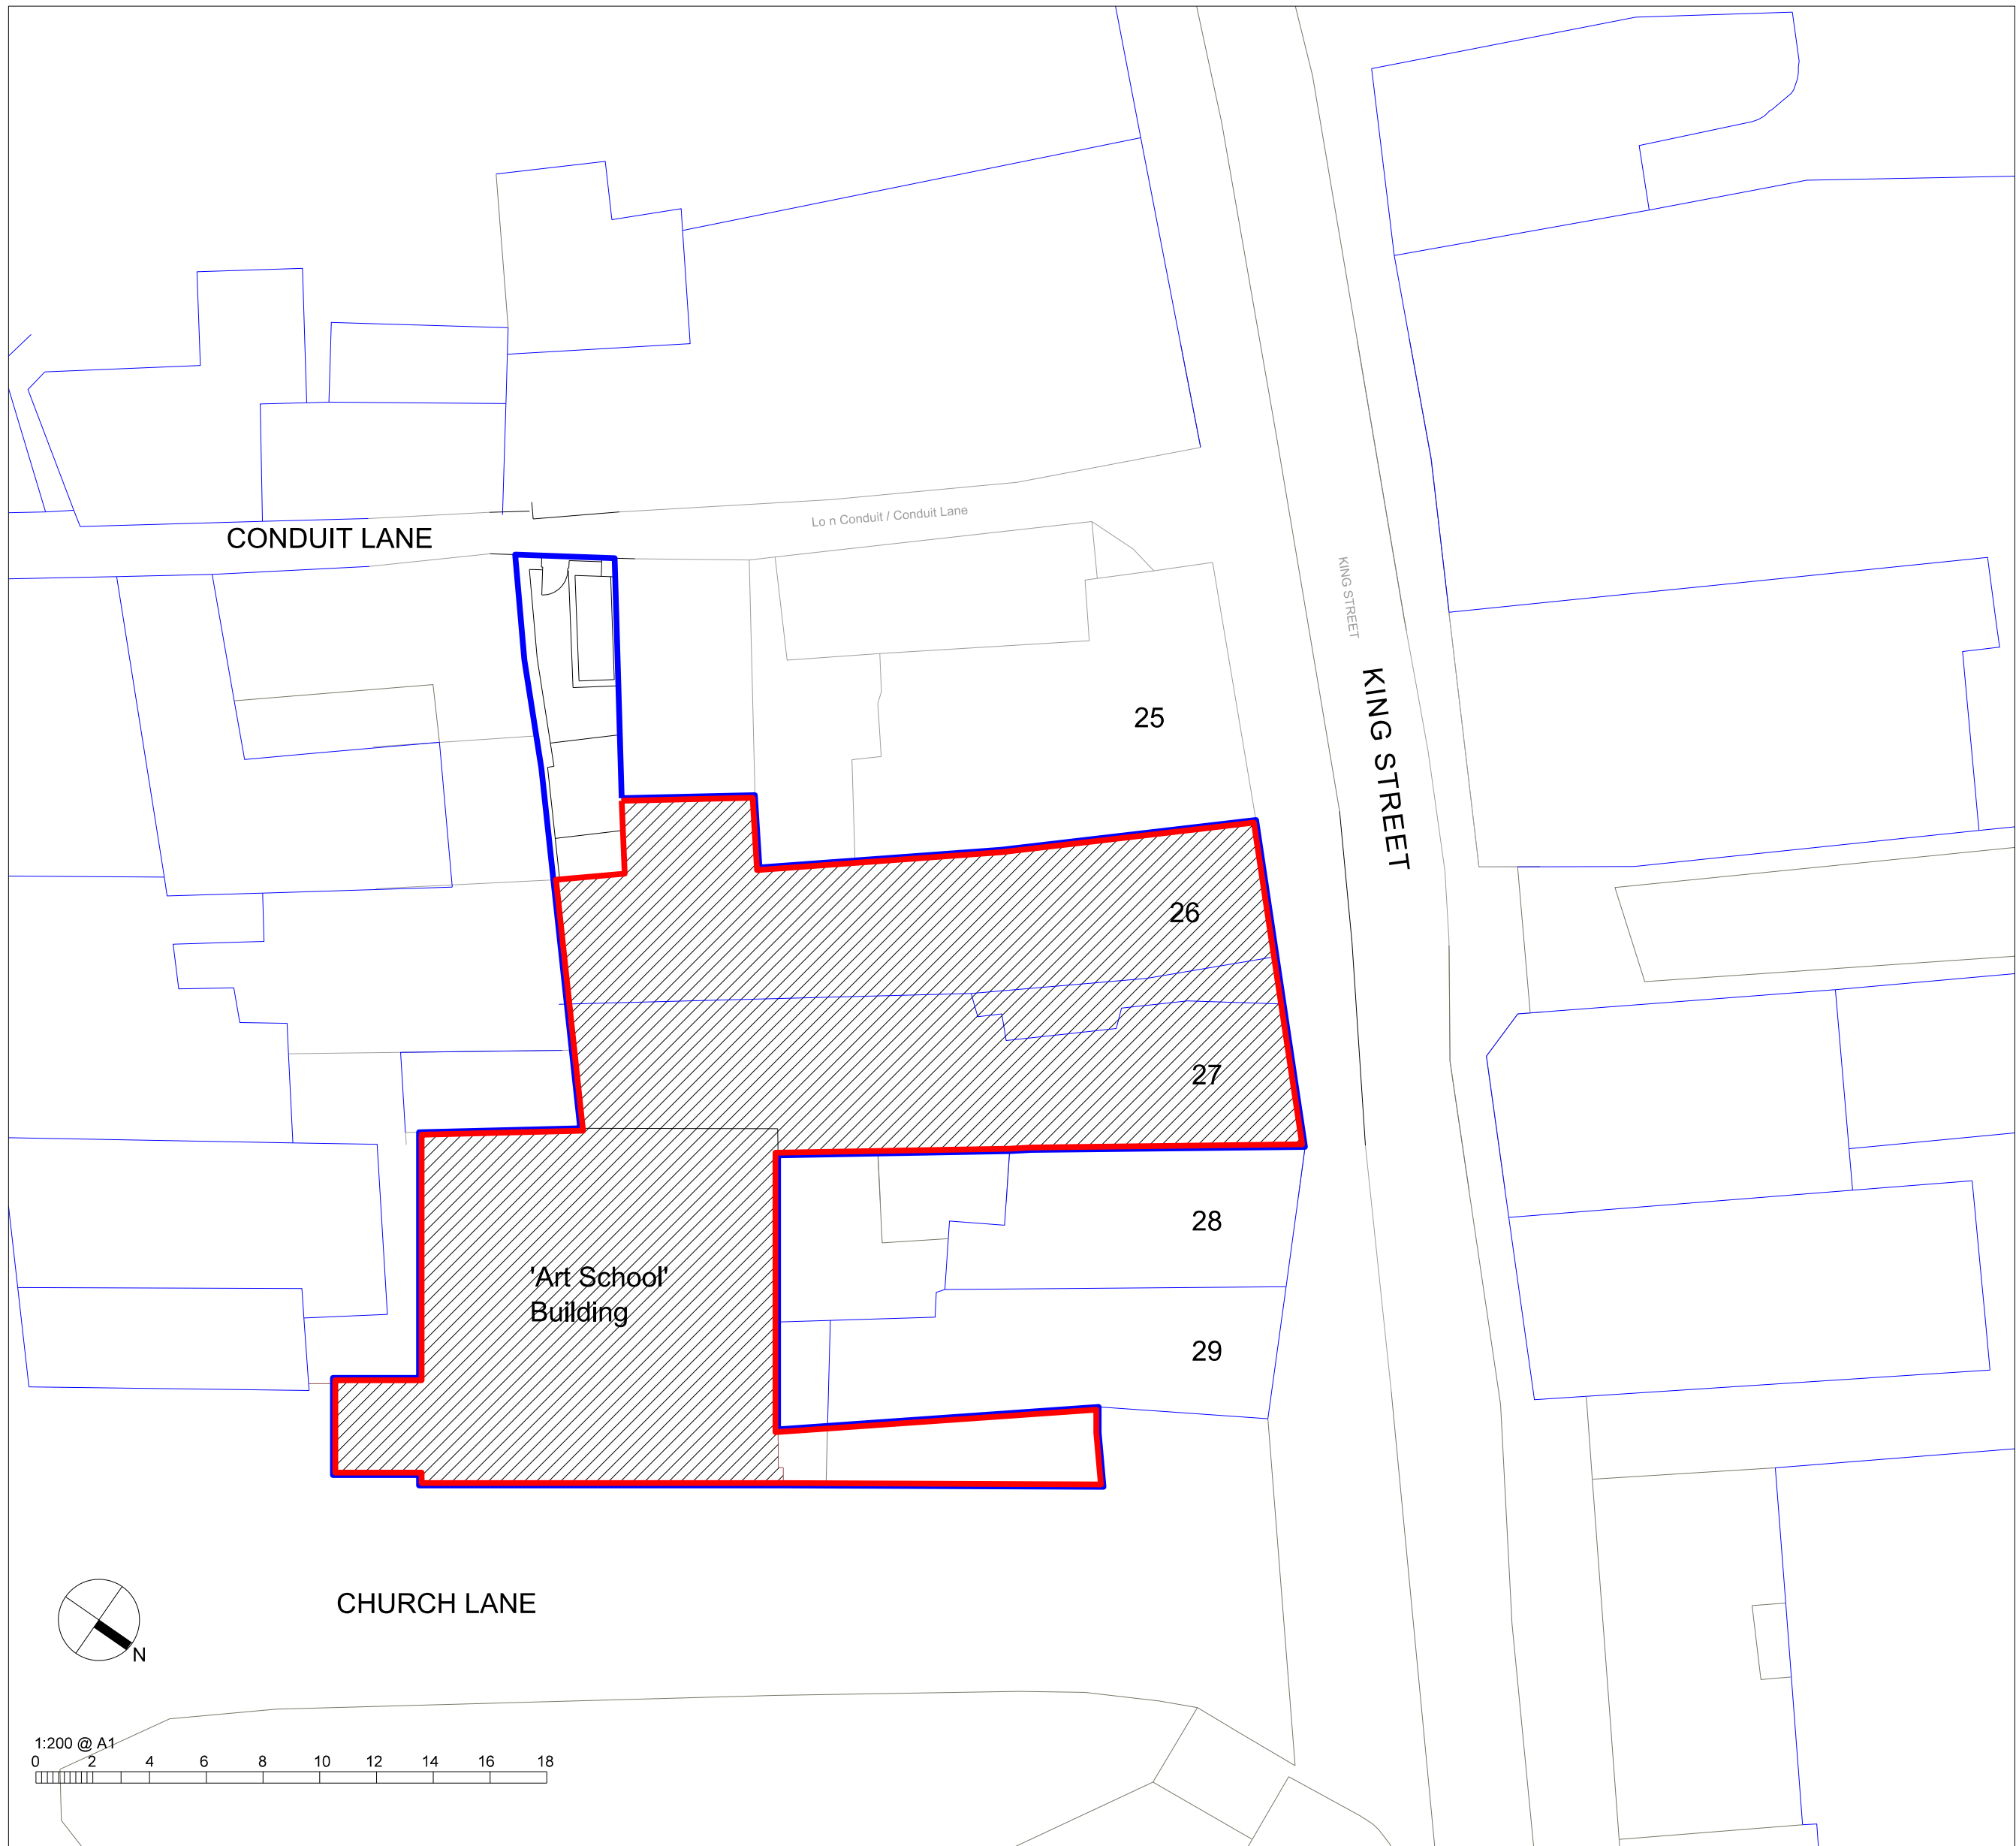 CONDUIT LANE
Lo n Conduit / Conduit Lane
KING STREET
KING STREET
25
26
27
28
'Art School'
Building
29
CHURCH LANE
N
1:200 @ A1
0 2 4 6 8 10 12 14 16 18